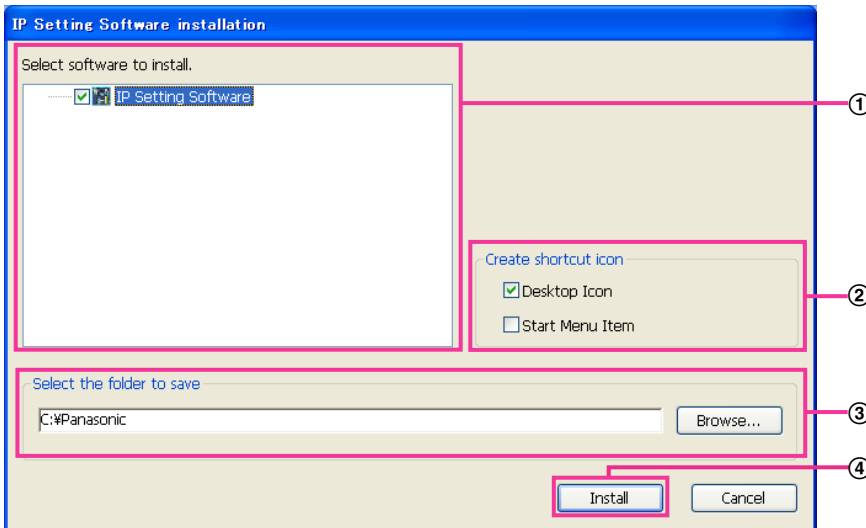 IP Setting Software installation
Select software to install.
IP Setting Software
①
Create shortcut icon
Desktop Icon
②
Start Menu Item
Select the folder to save
C:¥Panasonic
Browse...
③
④
Install
Cancel